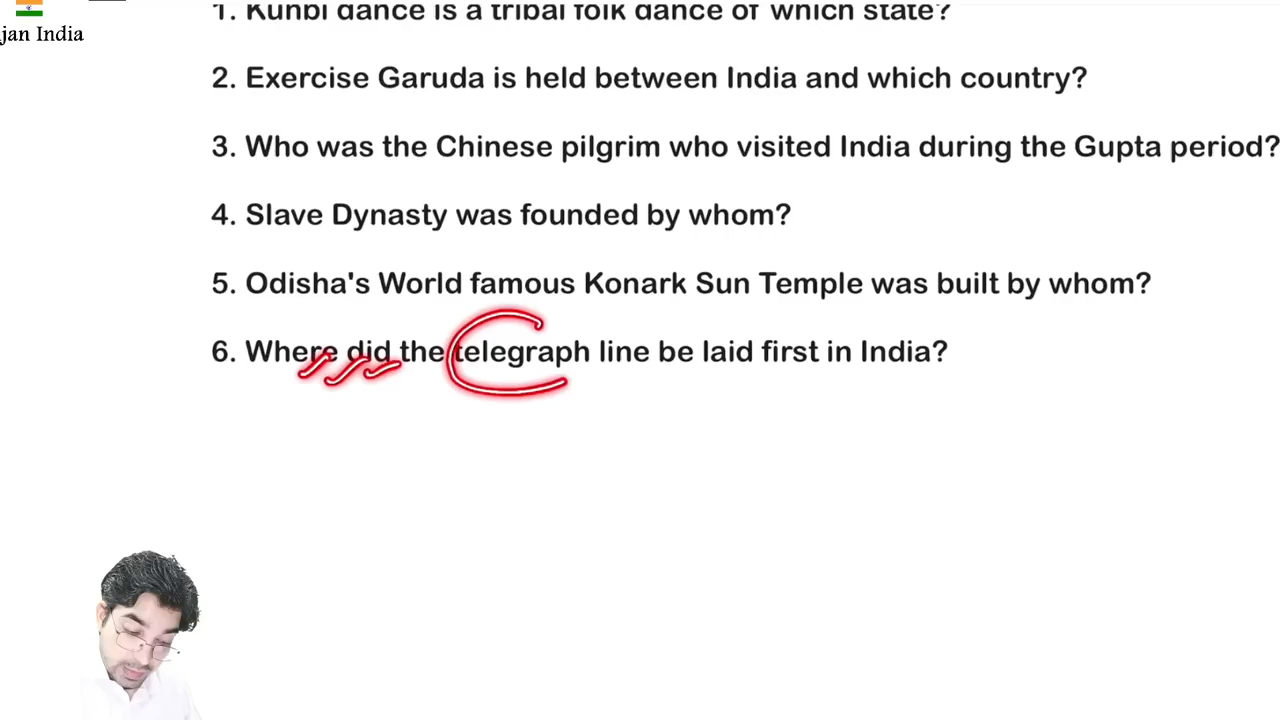 jan India
1. Kunbi dance is a tribal folk dance of which state?
2. Exercise Garuda is held between India and which country?
3. Who was the Chinese pilgrim who visited India during the Gupta period?
4. Slave Dynasty was founded by whom?
5. Odisha's World famous Konark Sun Temple was built by whom?
6. Where did the telegraph line be laid first in India?